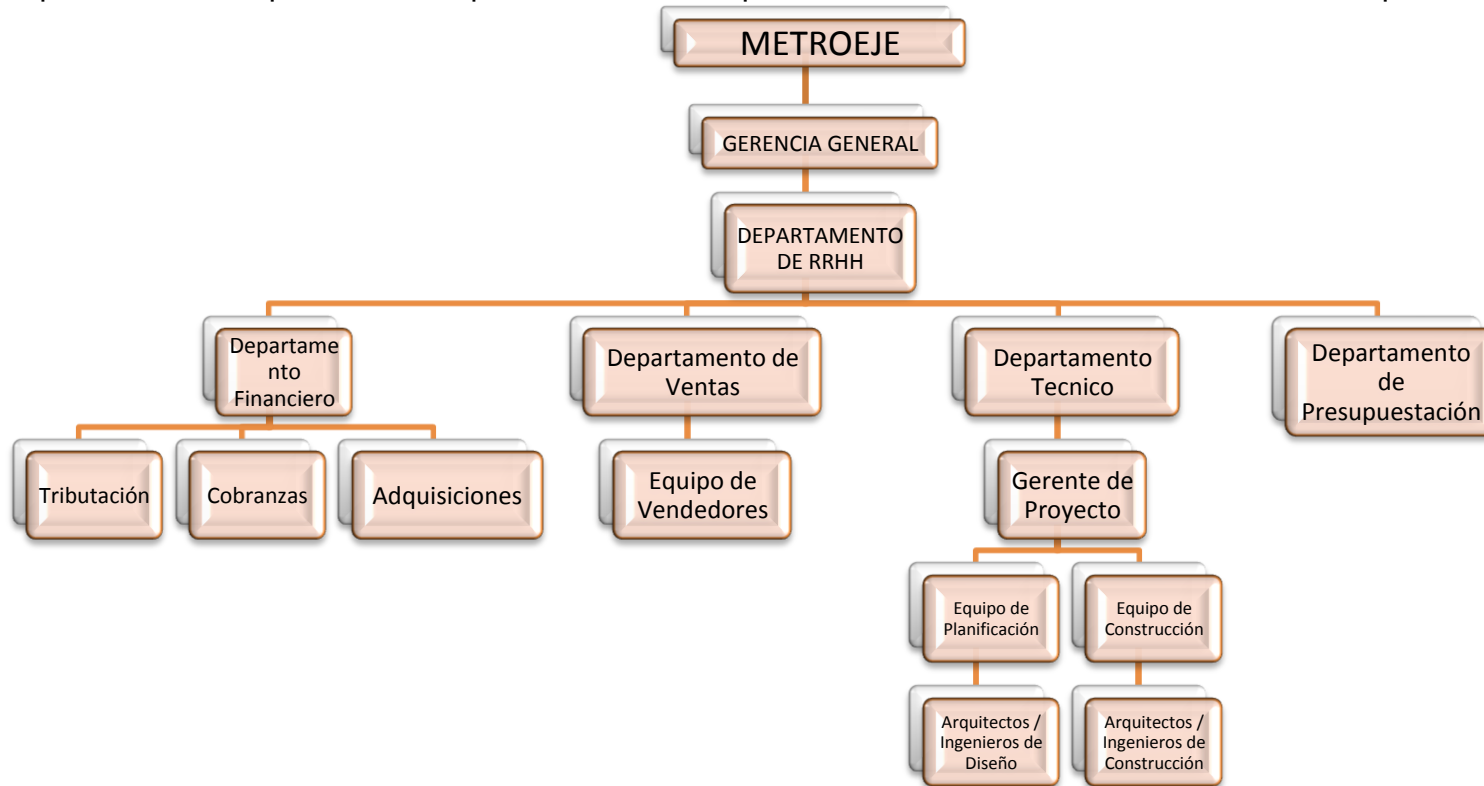 METROEJE
GERENCIA GENERAL
DEPARTAMENTO
DE RRHH
Departame
nto
Financiero
Departamento de
Ventas
Departamento
Tecnico
Departamento
de
Presupuestación
Tributación
Cobranzas
Adquisiciones
Equipo de
Vendedores
Gerente de
Proyecto
Equipo de
Planificación
Equipo de
Construcción
Arquitectos /
Ingenieros de
Diseño
Arquitectos /
Ingenieros de
Construcción